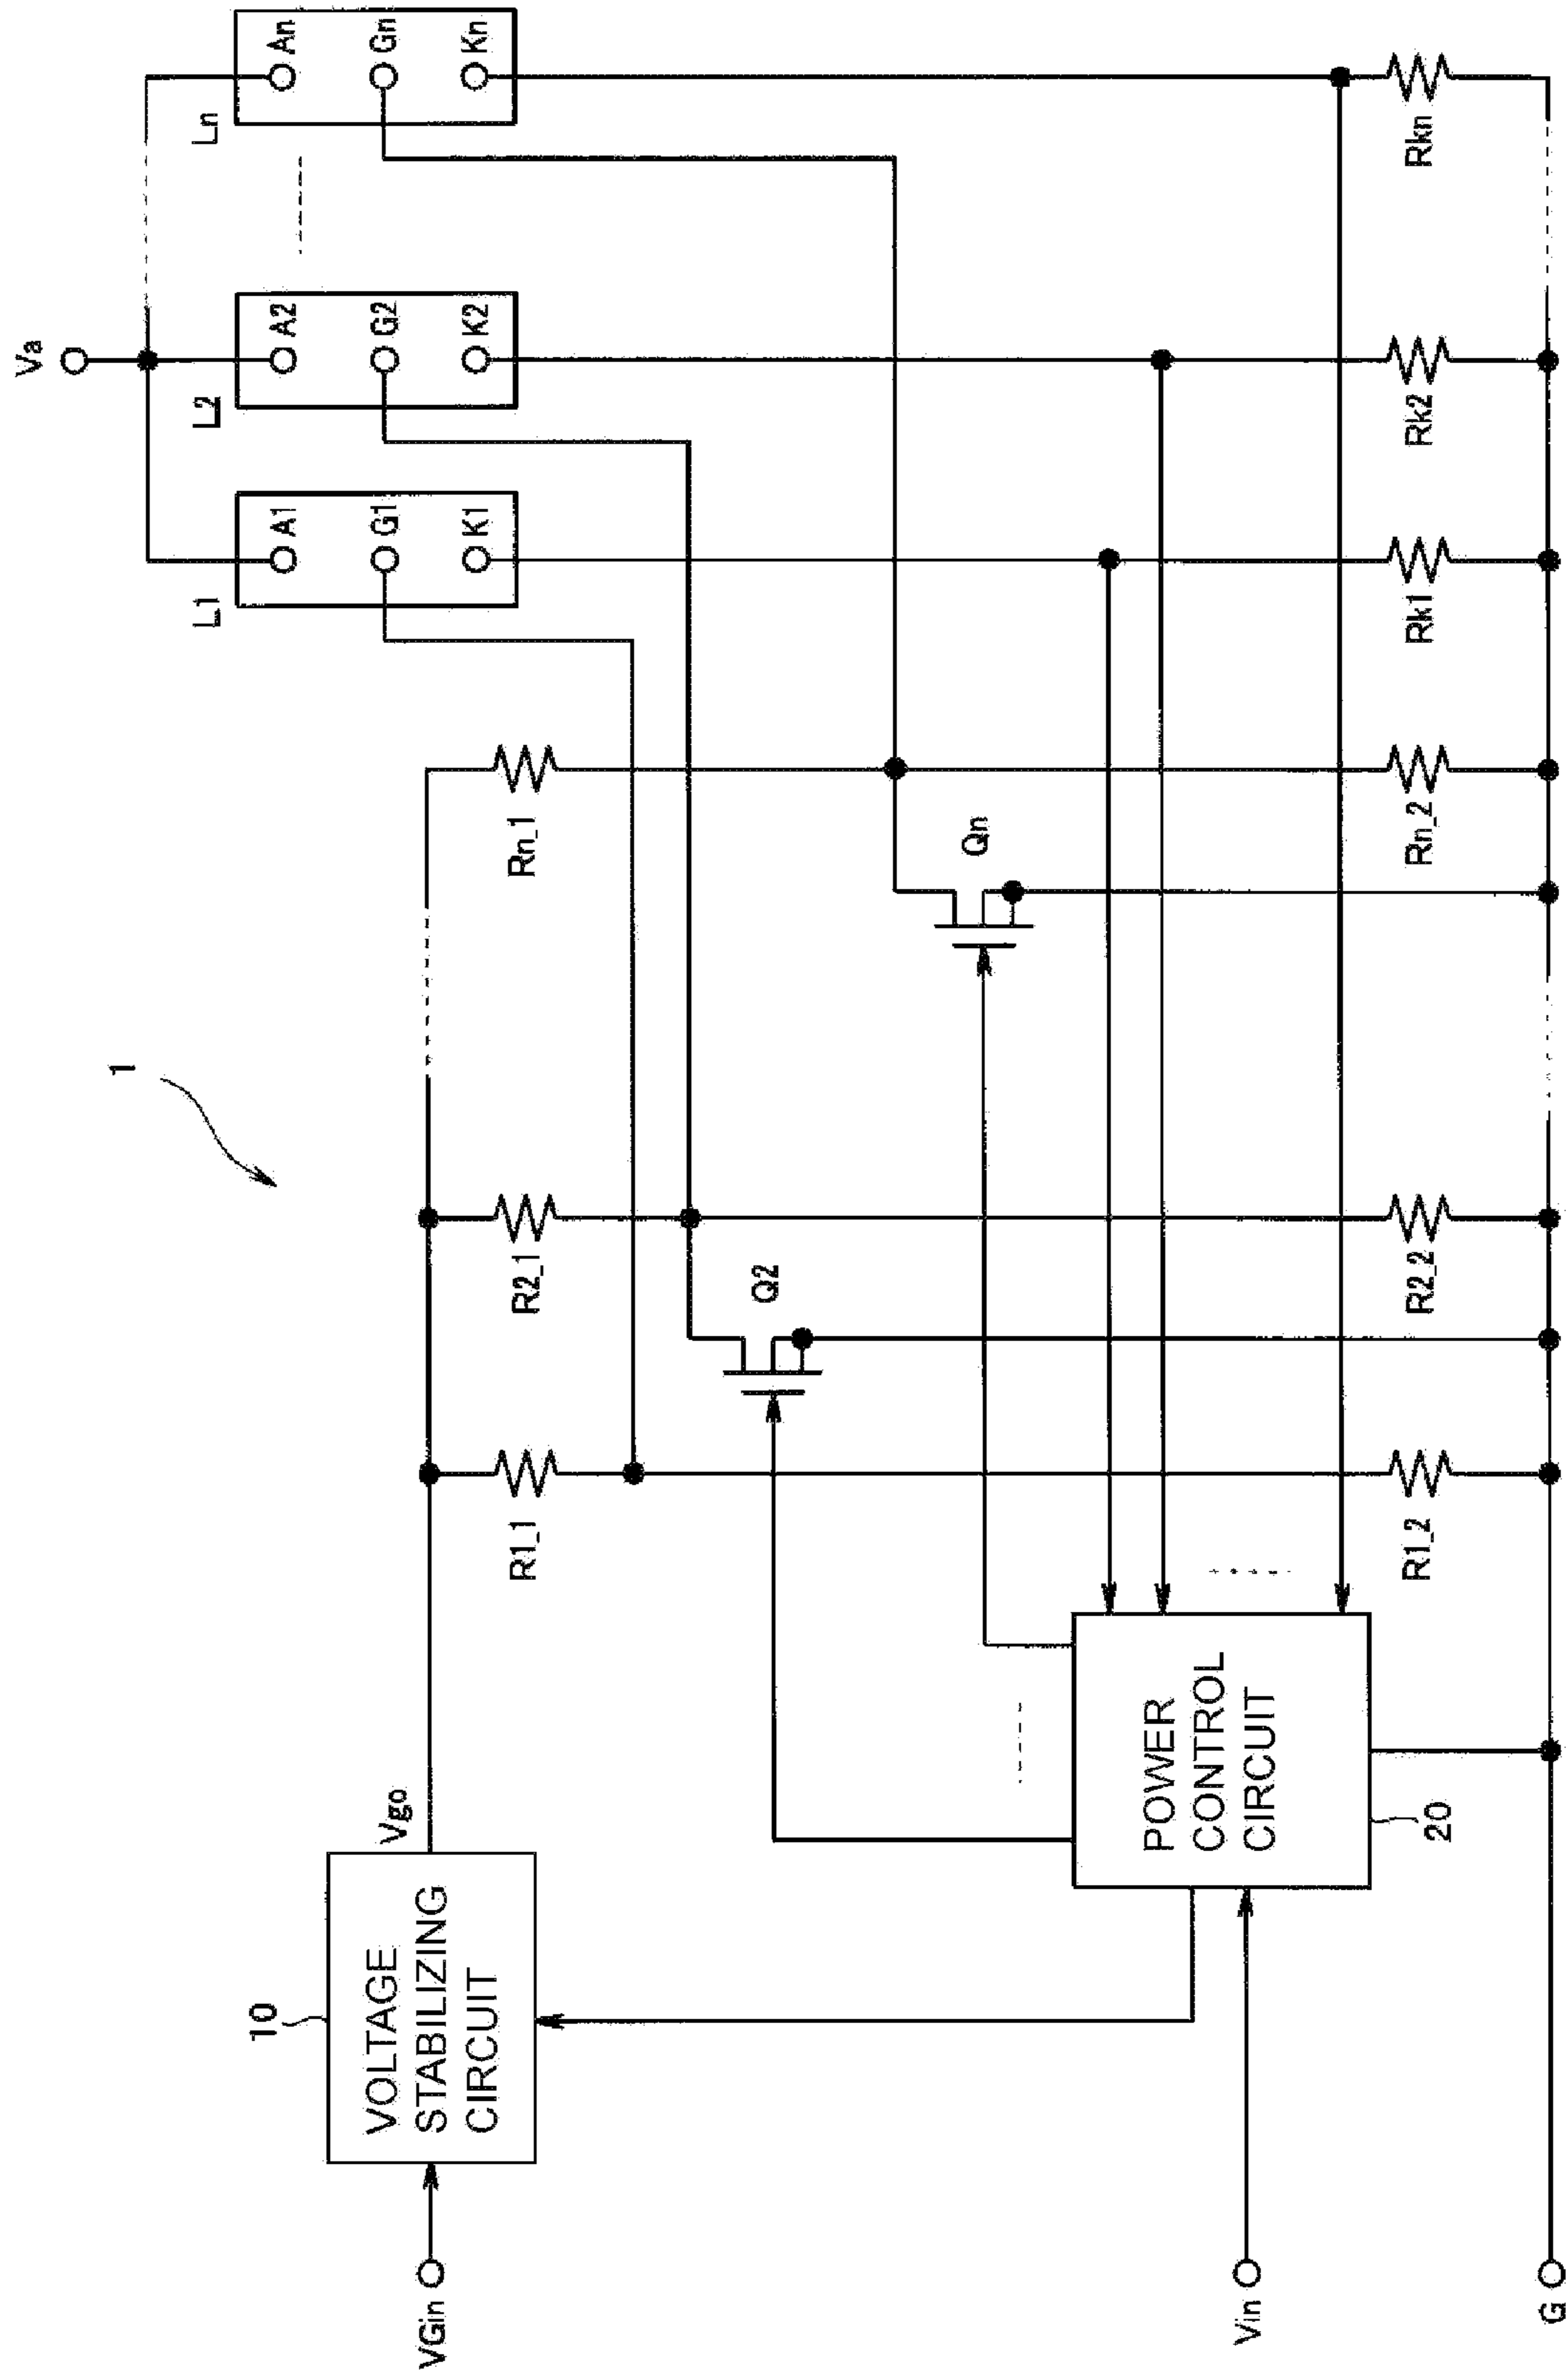 1
Va
L1
A1
G1
K1
L2
A2
G2
K2
Ln
An
Gn
Kn
VGin
10
VOLTAGE
STABILIZING
CIRCUIT
Vgo
R1_1
R2_1
Rn_1
Q2
Qn
Vin
POWER
CONTROL
CIRCUIT
20
R1_2
R2_2
Rn_2
Rk1
Rk2
Rkn
G